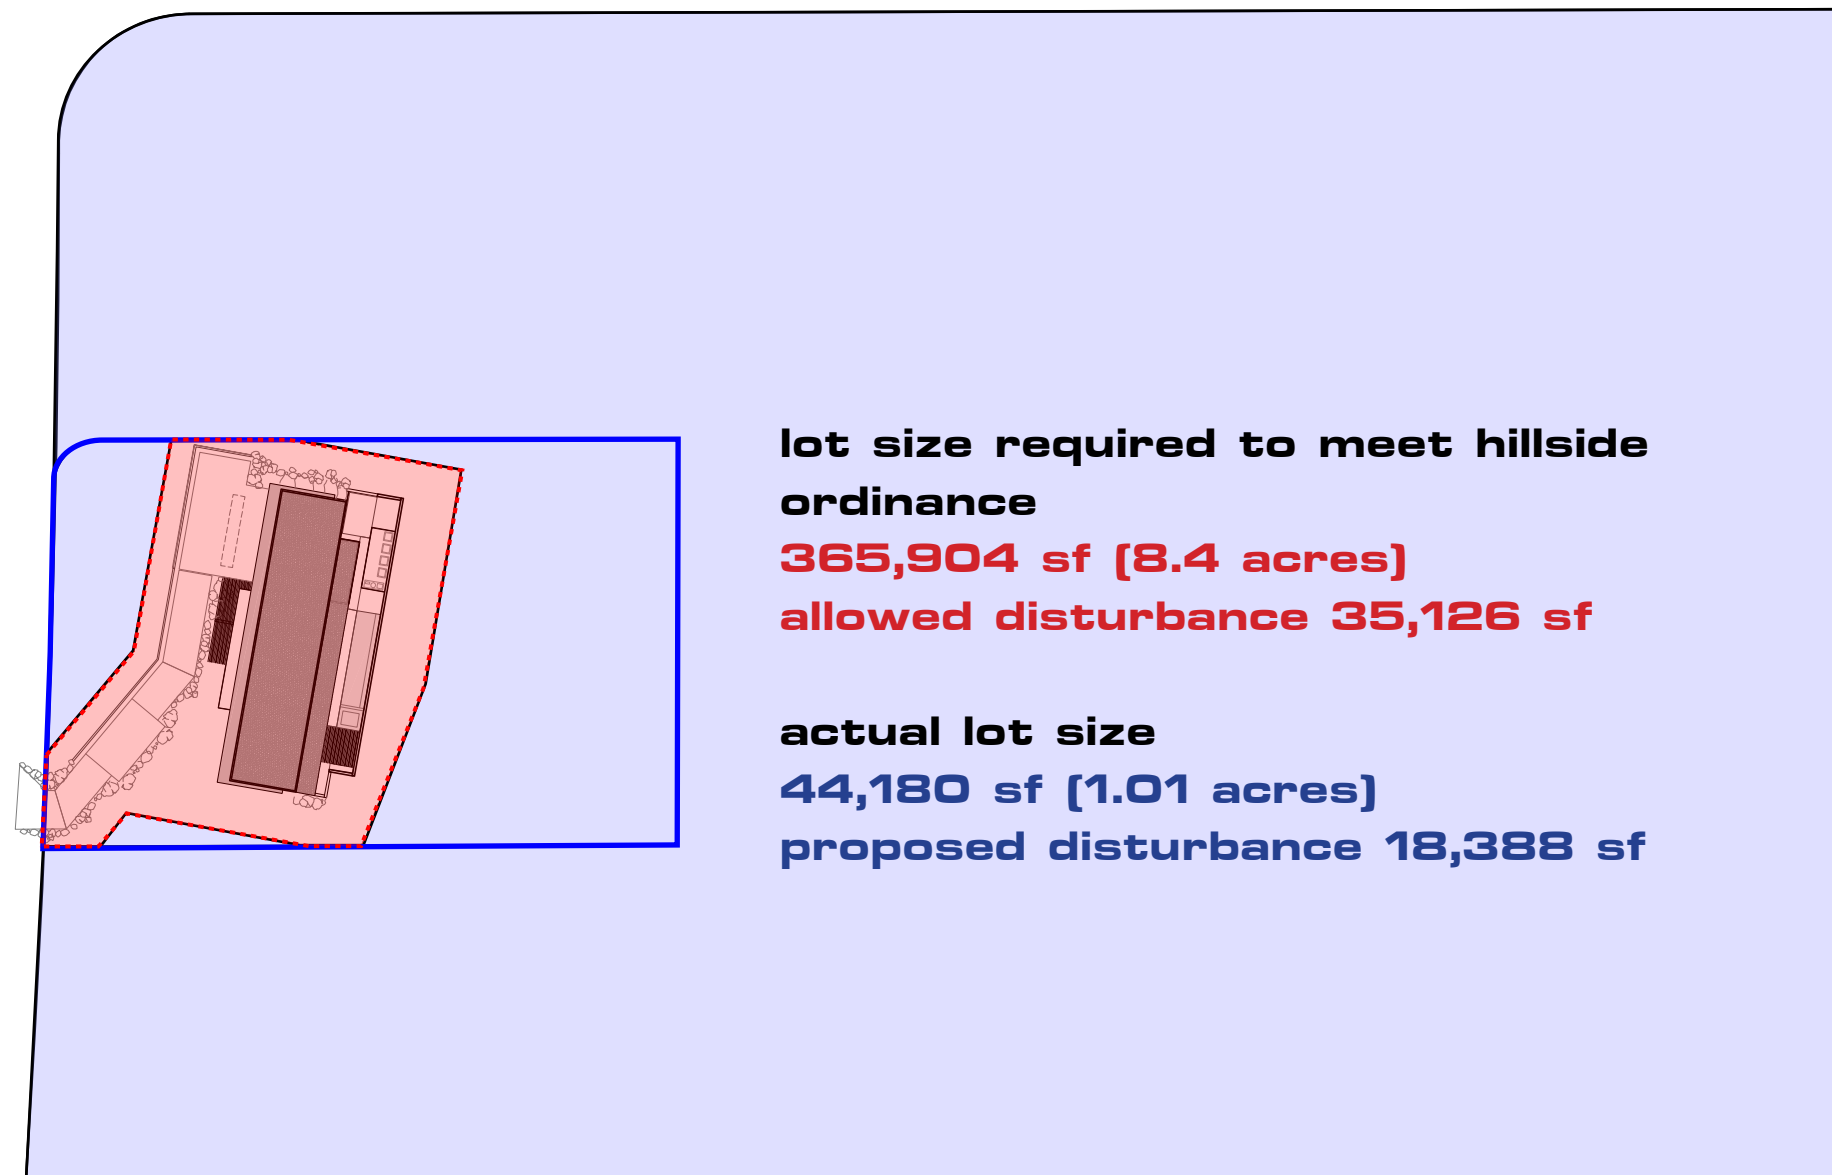 lot size required to meet hillside
ordinance
365,904 sf (8.4 acres)
allowed disturbance 35,126 sf
actual lot size
44,180 sf (1.01 acres)
proposed disturbance 18,388 sf